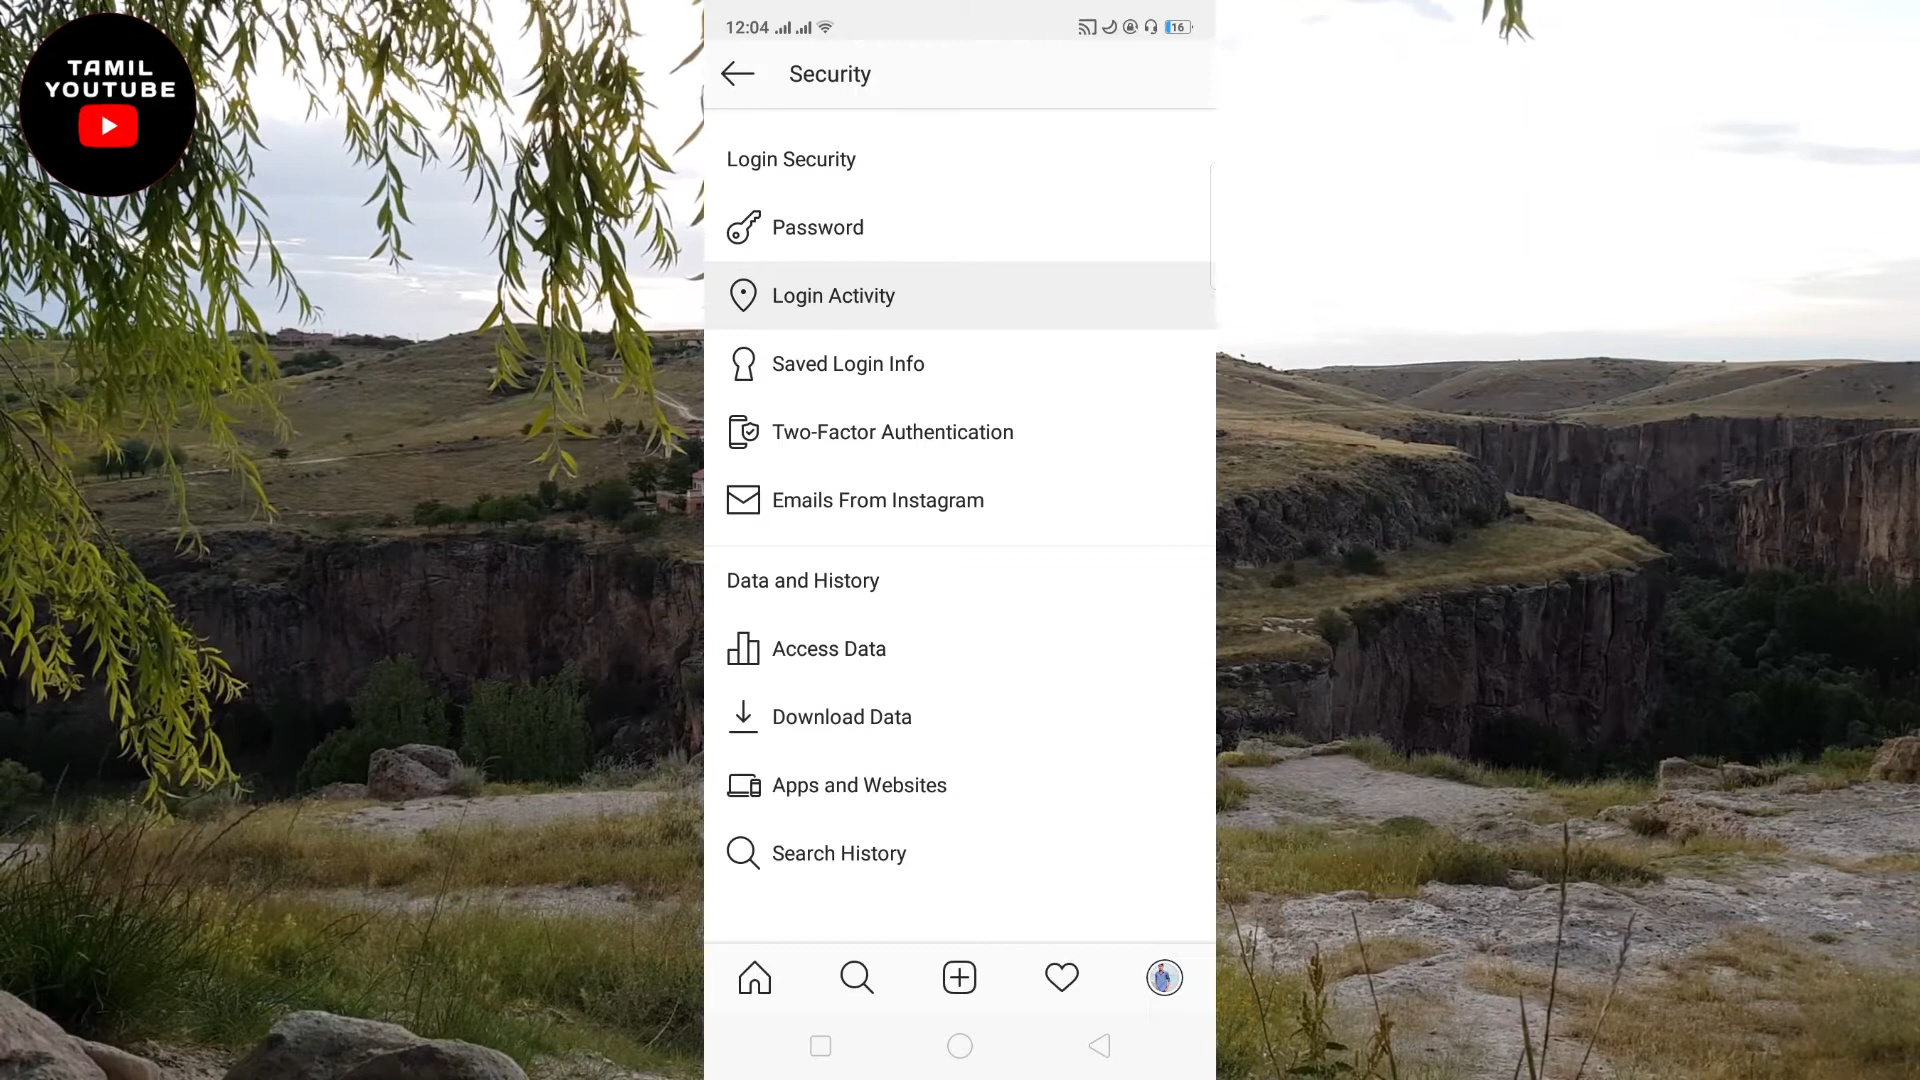 TAMIL
YOUTUBE
12:04
16
Security
Login Security
Password
Login Activity
Saved Login Info
Two-Factor Authentication
Emails From Instagram
Data and History
Access Data
Download Data
Apps and Websites
Search History